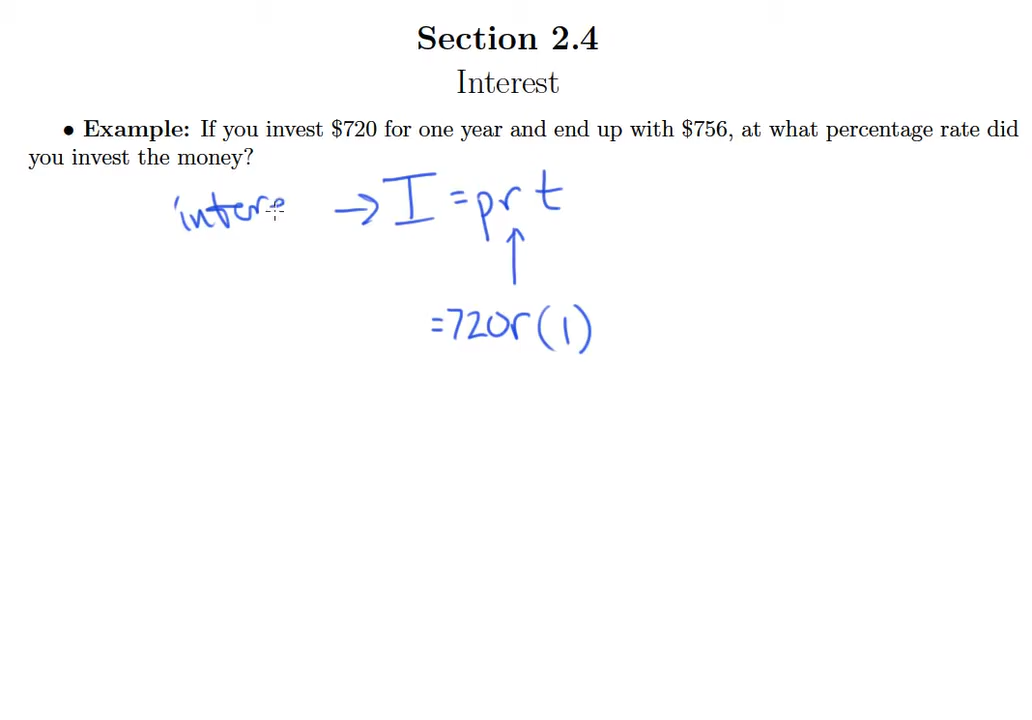 Section 2.4
Interest
• Example: If you invest $720 for one year and end up with $756, at what percentage rate did
you invest the money?
intere → I = prt
↑
=720r(1)